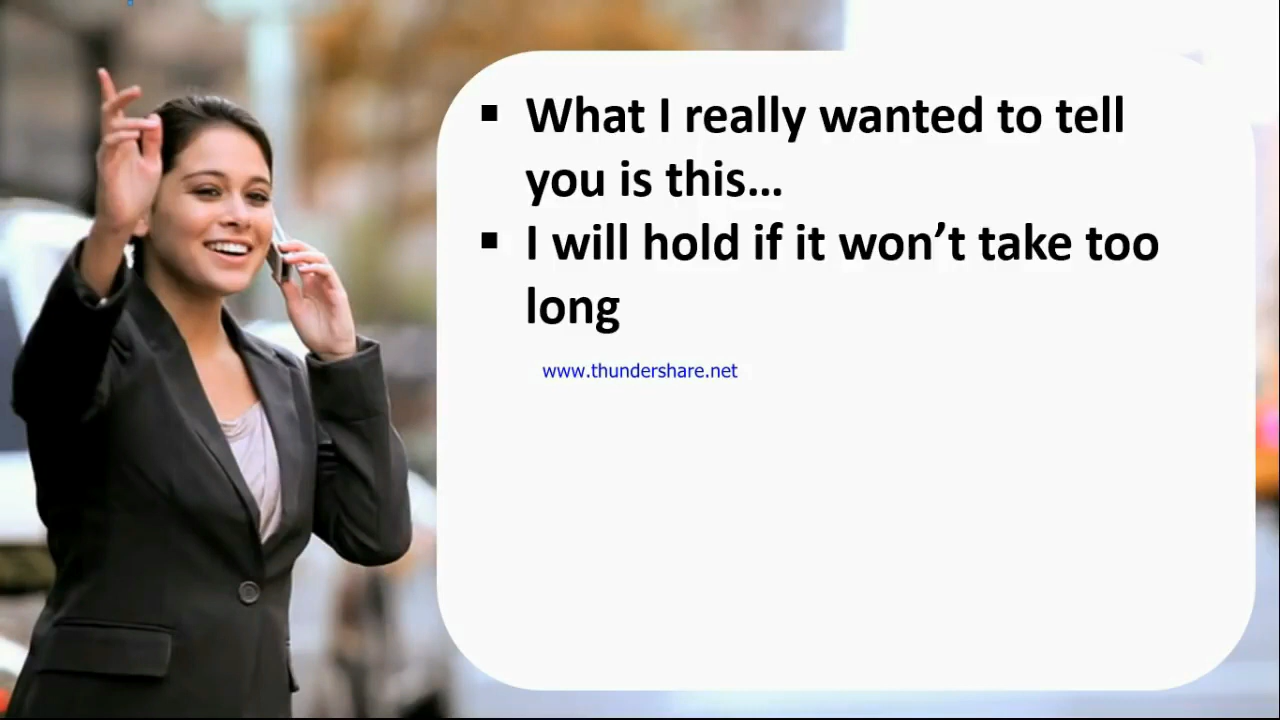 ▪ What I really wanted to tell
you is this…
▪ I will hold if it won’t take too
long
www.thundershare.net